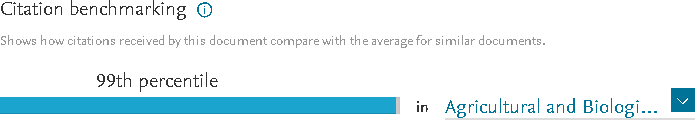 Citation benchmarking
Shows how citations received by this document compare with the average for similar documents.
99th percentile
in Agricultural and Biologi...